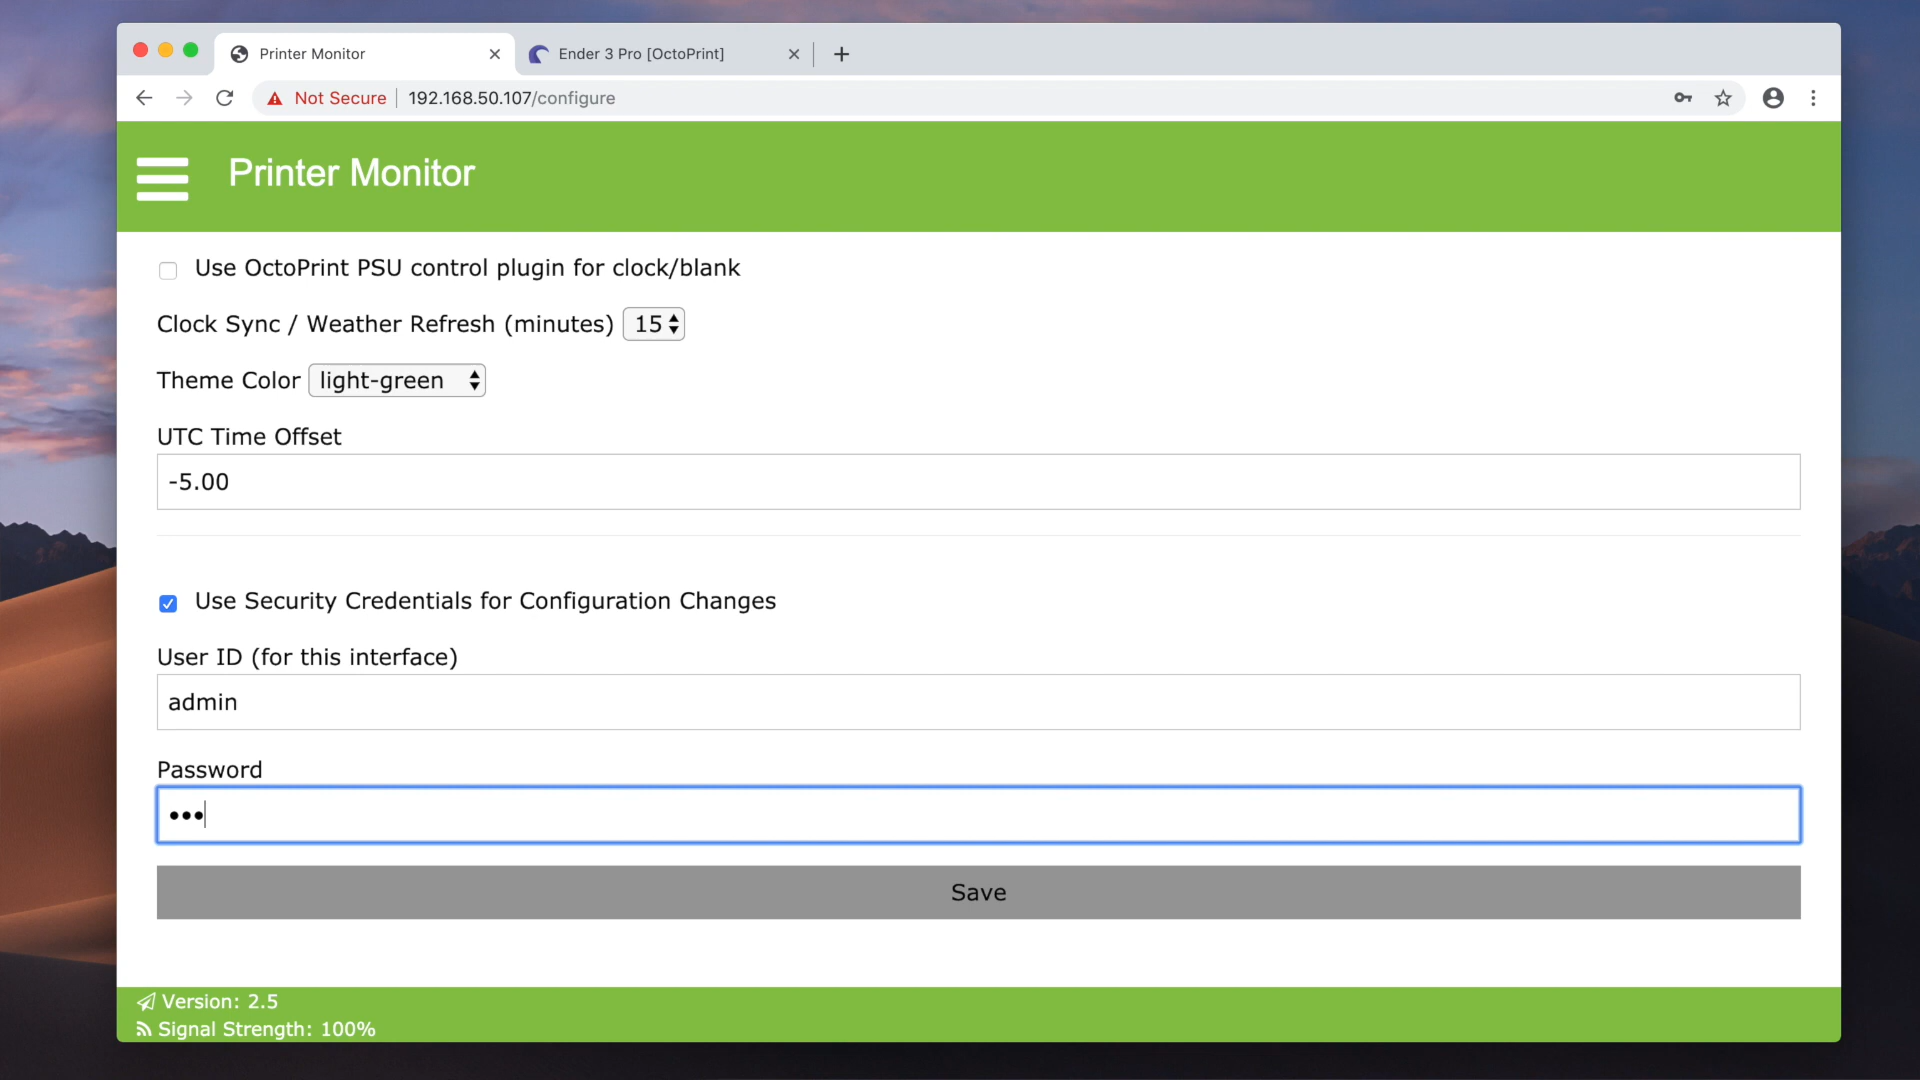 Printer Monitor
Ender 3 Pro [OctoPrint]
Not Secure
192.168.50.107/configure
Printer Monitor
Use OctoPrint PSU control plugin for clock/blank
Clock Sync / Weather Refresh (minutes) 15
Theme Color light-green
UTC Time Offset
-5.00
Use Security Credentials for Configuration Changes
User ID (for this interface)
admin
Password
•••
Save
Version: 2.5
Signal Strength: 100%